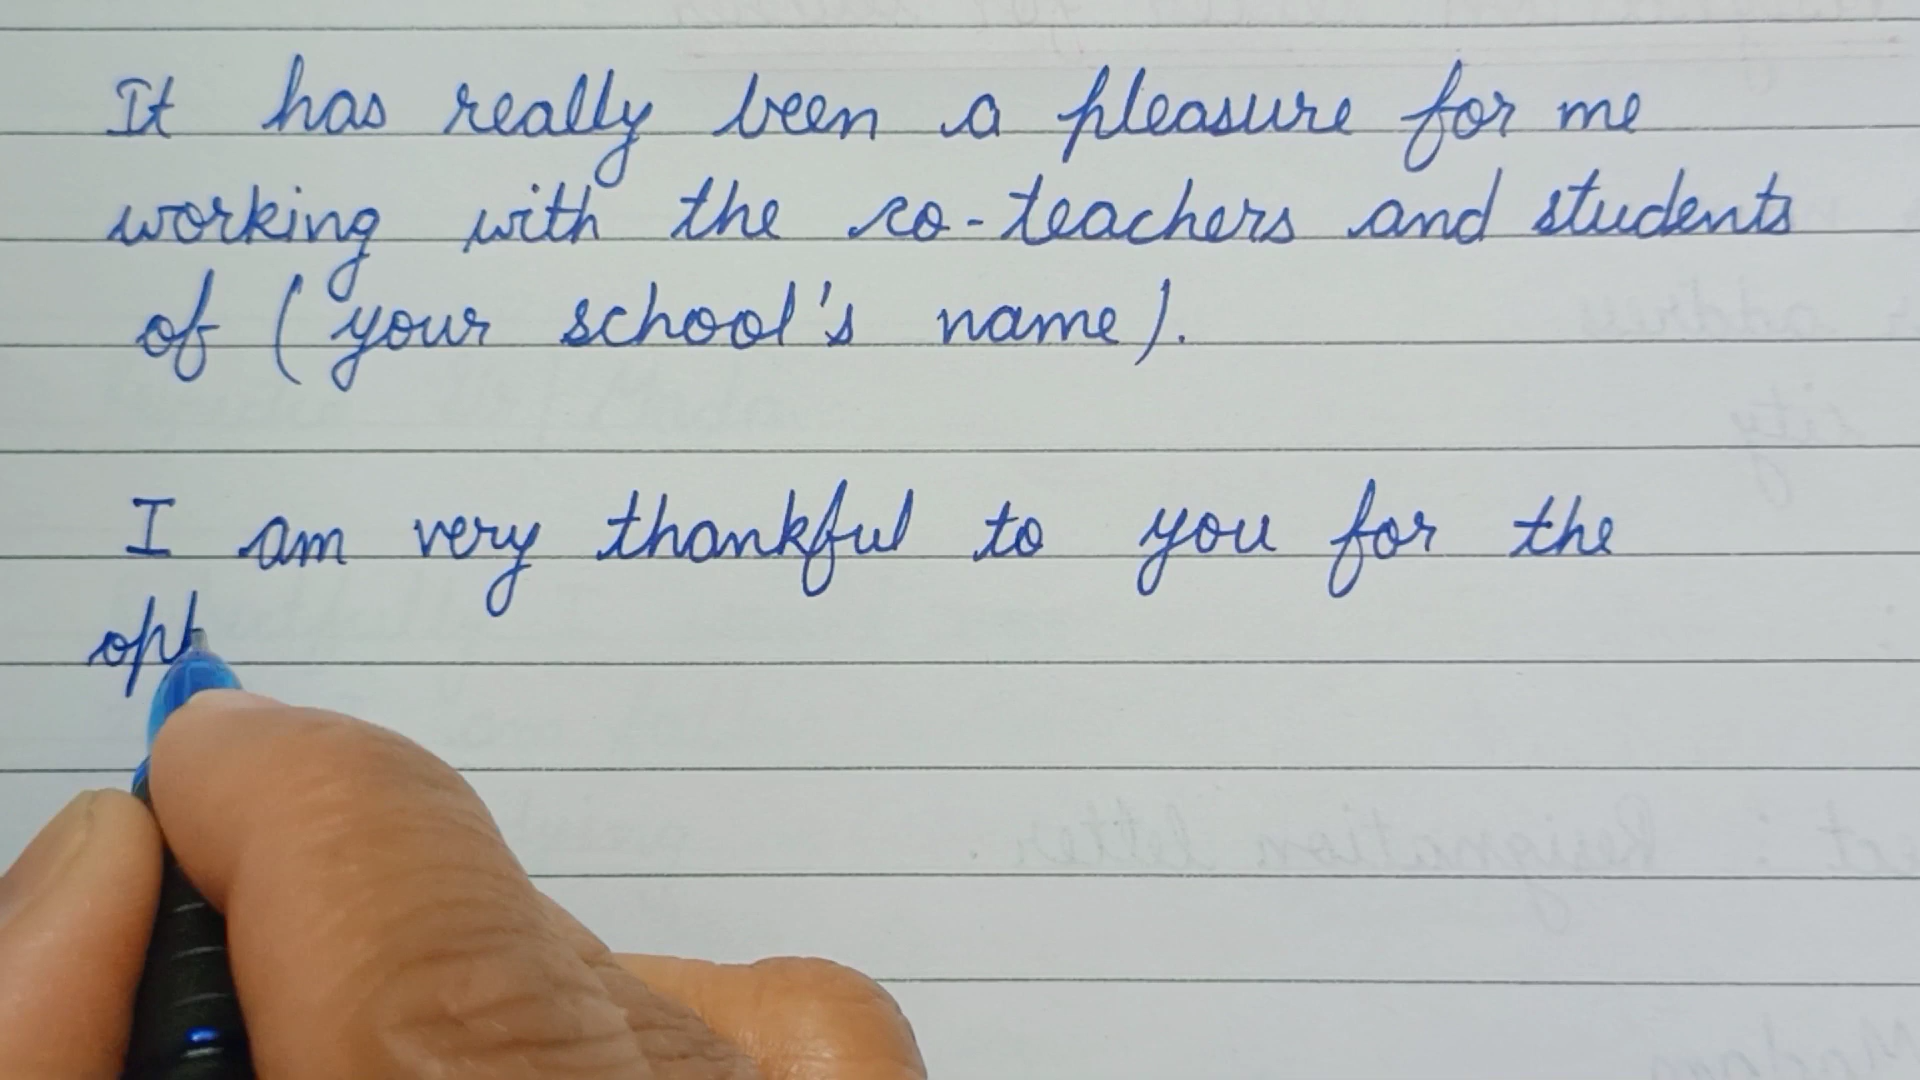 It has really been a pleasure for me
working with the co-teachers and students
of (your school's name).
I am very thankful to you for the
opp